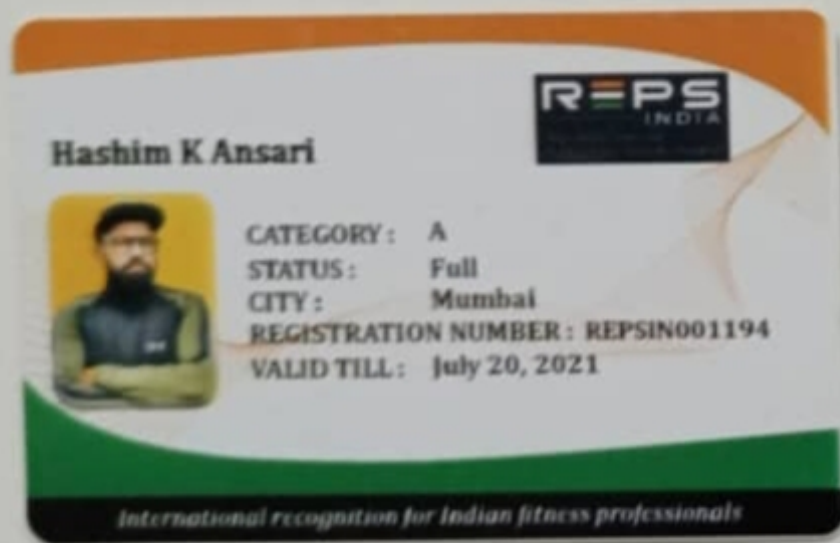 REPS
INDIA
Hashim K Ansari
CATEGORY : A
STATUS : Full
CITY : Mumbai
REGISTRATION NUMBER : REPSIN001194
VALID TILL : July 20, 2021
International recognition for Indian fitness professionals